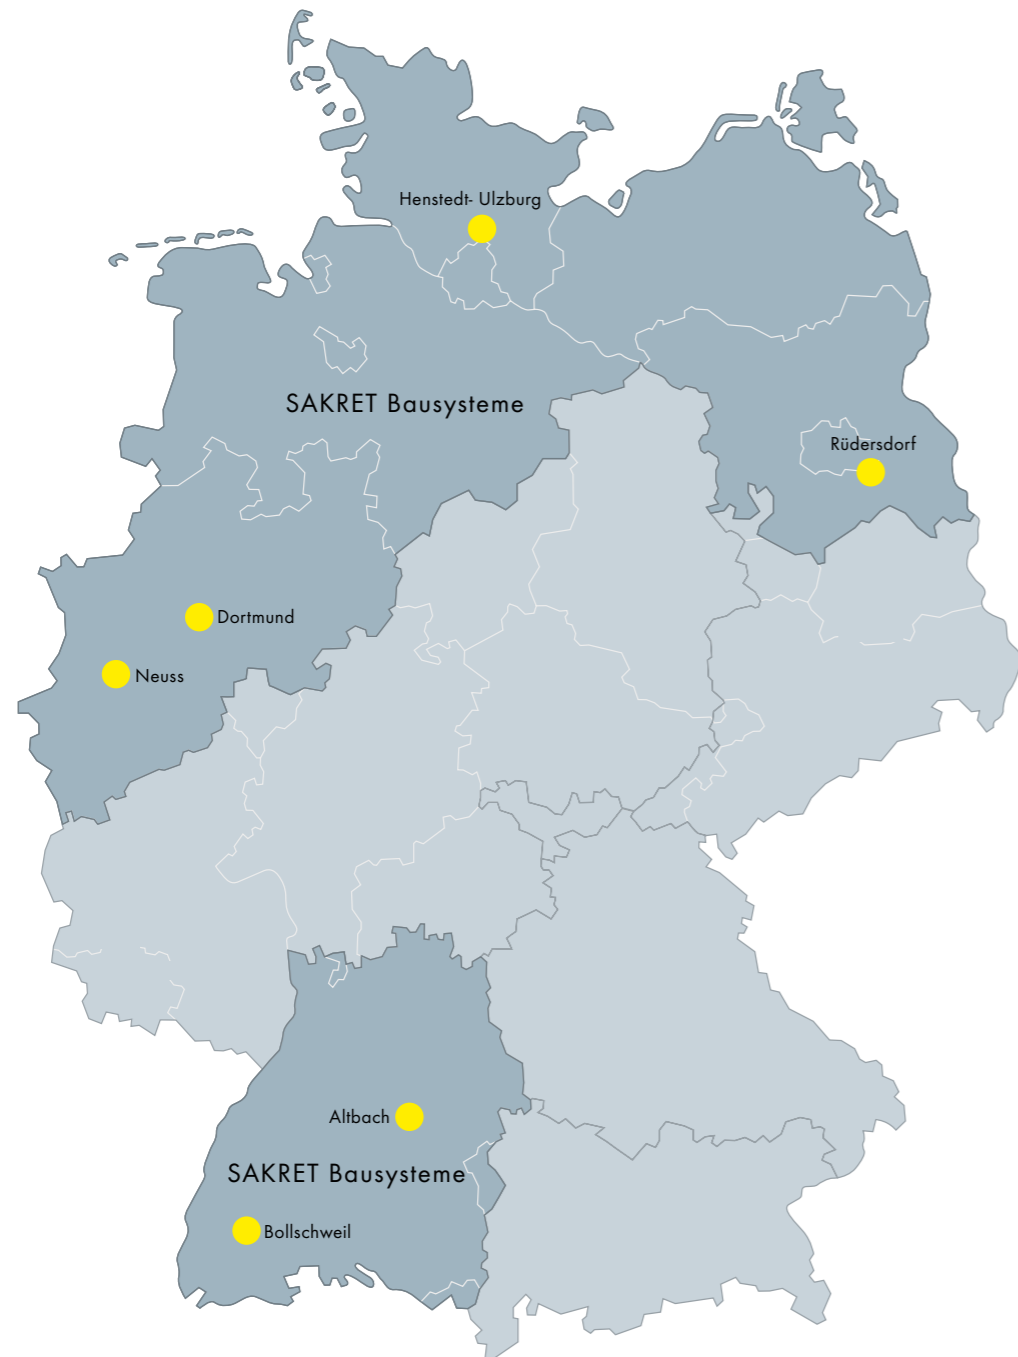 Henstedt- Ulzburg
SAKRET Bausysteme
Rüdersdorf
Dortmund
Neuss
Altbach
SAKRET Bausysteme
Bollschweil